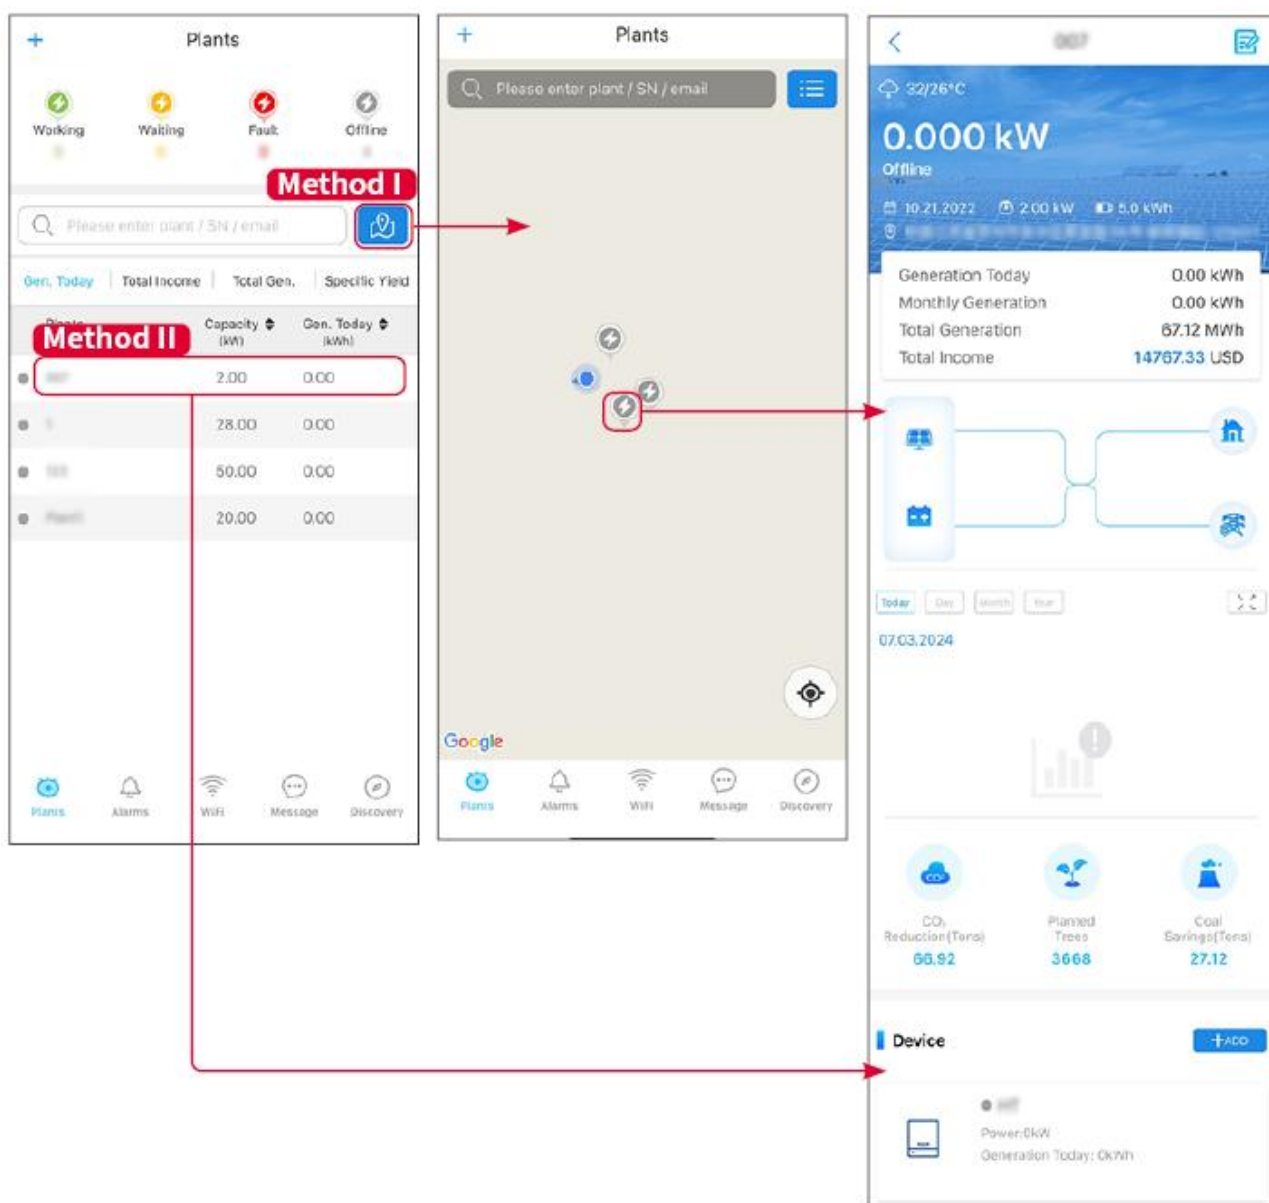 Plants
Working
Waiting
Fault
Offline
Method I
Please enter plant / SN / email
Gen. Today
Total Income
Total Gen.
Specific Yield
Capacity
(kW)
Gen. Today
(kWh)
Method II
2.00 0.00
28.00 0.00
50.00 0.00
20.00 0.00
Plants
Alarms
WiFi
Message
Discovery
Plants
Please enter plant / SN / email
Google
Plants
Alarms
WiFi
Message
Discovery
007
32/26°C
0.000 kW
Offline
10.21.2022 2.00 kW 5.0 kWh
Generation Today 0.00 kWh
Monthly Generation 0.00 kWh
Total Generation 67.12 MWh
Total Income 14767.33 USD
Today Day Month Year
07.03.2024
CO₂
Reduction(Tons)
66.92
Planted
Trees
3668
Coal
Savings(Tons)
27.12
Device
+ADD
Power:0kW
Generation Today: 0kWh